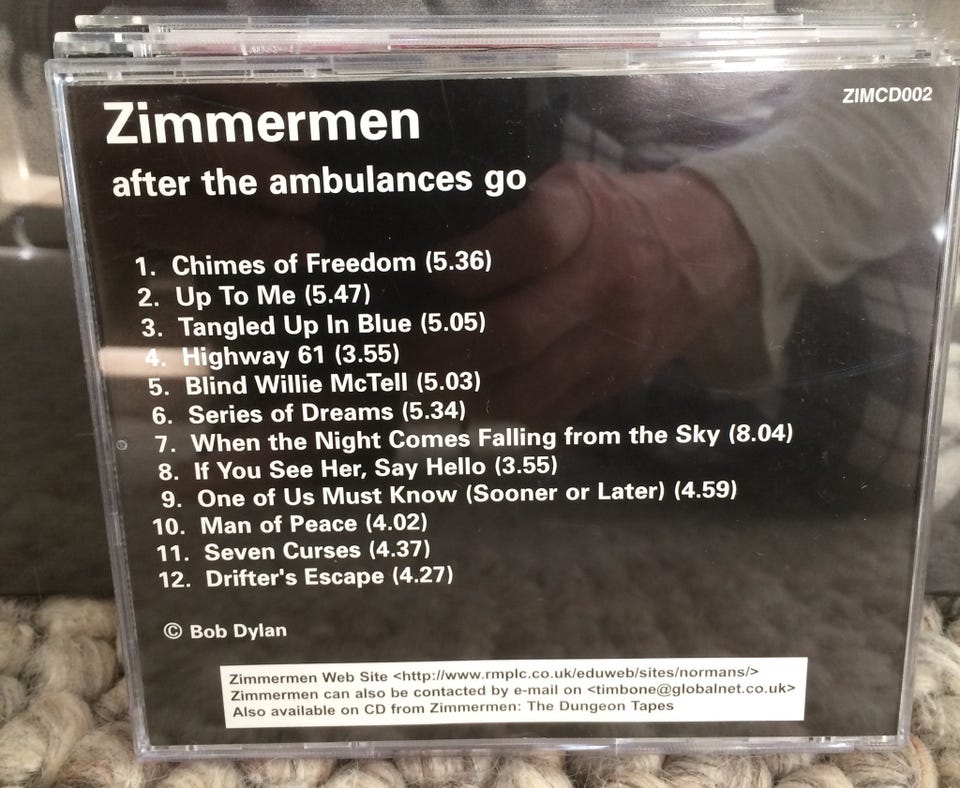 ZIMCD002
Zimmermen
after the ambulances go
1. Chimes of Freedom (5.36)
2. Up To Me (5.47)
3. Tangled Up In Blue (5.05)
4. Highway 61 (3.55)
5. Blind Willie McTell (5.03)
6. Series of Dreams (5.34)
7. When the Night Comes Falling from the Sky (8.04)
8. If You See Her, Say Hello (3.55)
9. One of Us Must Know (Sooner or Later) (4.59)
10. Man of Peace (4.02)
11. Seven Curses (4.37)
12. Drifter's Escape (4.27)
© Bob Dylan
Zimmermen Web Site <http://www.rmplc.co.uk/eduweb/sites/normans/>
Zimmermen can also be contacted by e-mail on <timbone@globalnet.co.uk>
Also available on CD from Zimmermen: The Dungeon Tapes